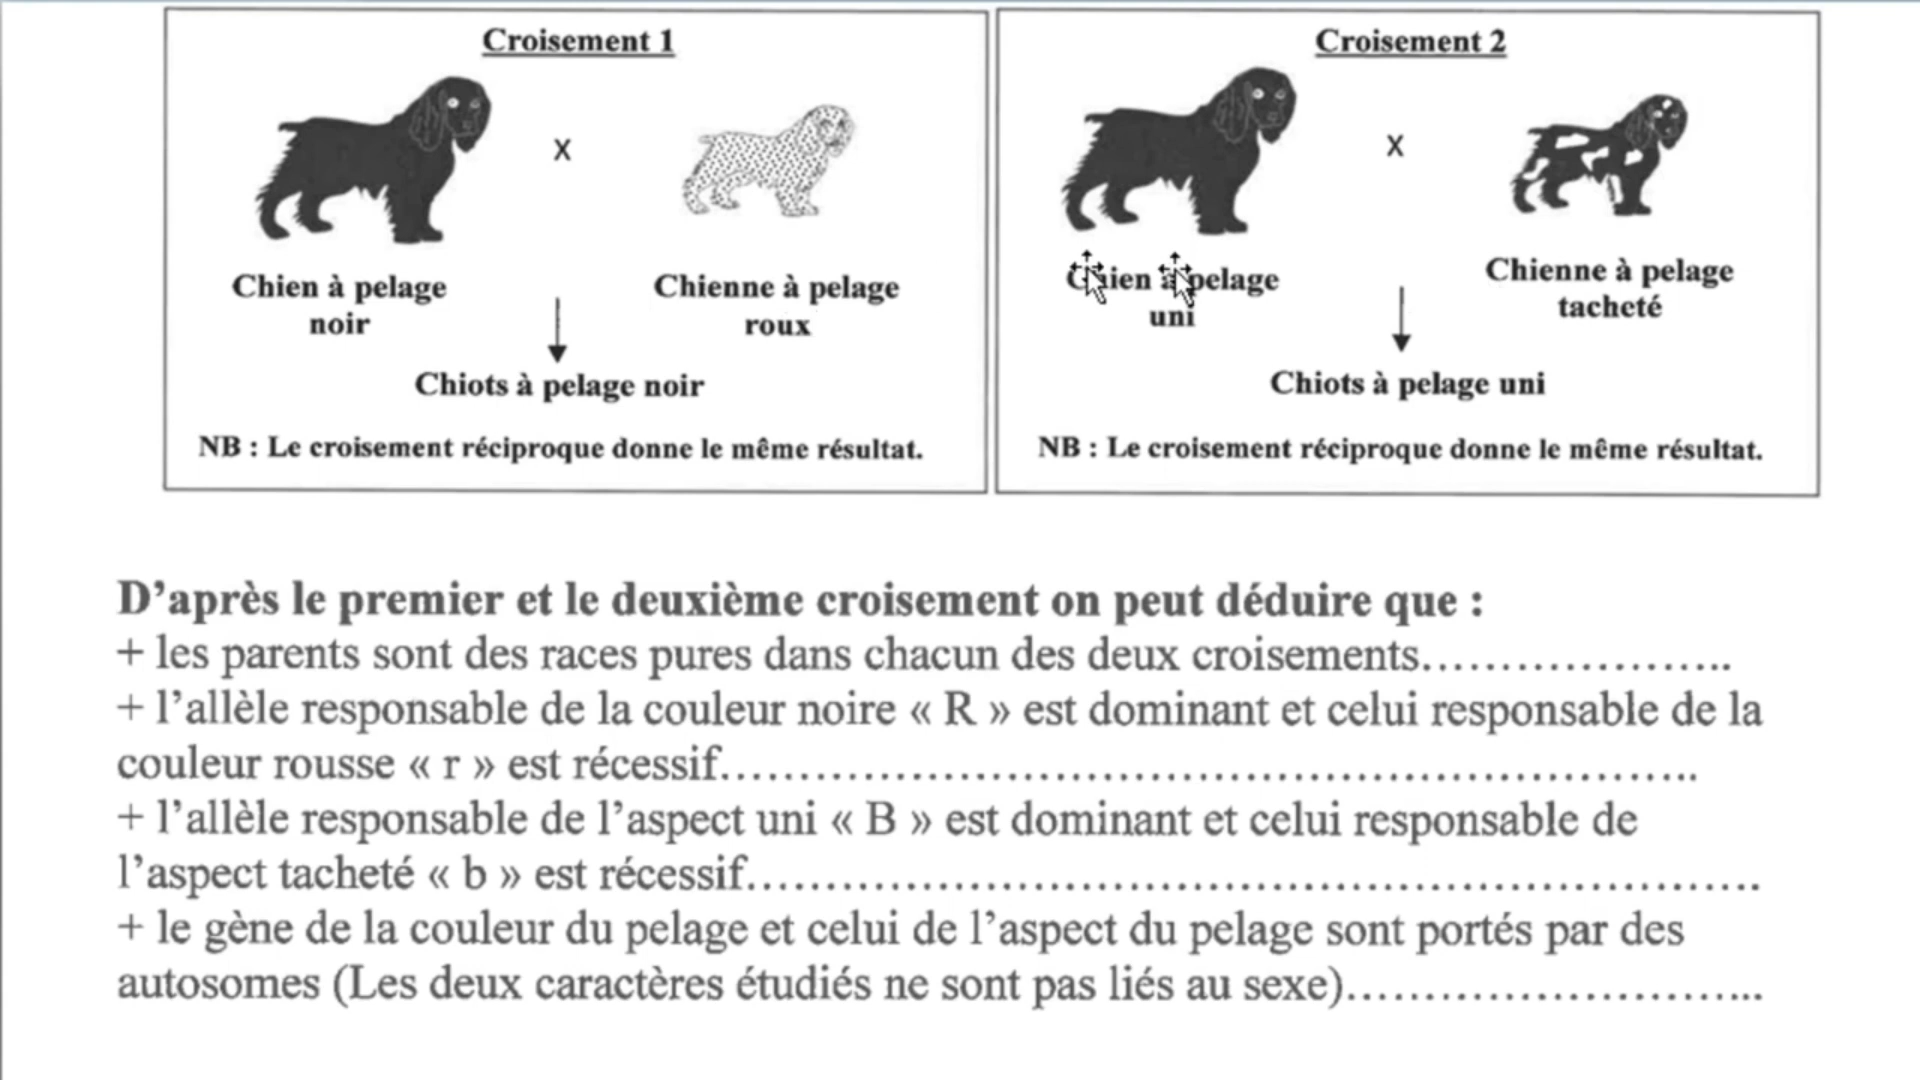 Croisement 1
x
Chien à pelage
noir
Chienne à pelage
roux
Chiots à pelage noir
NB : Le croisement réciproque donne le même résultat.
Croisement 2
x
Chien à pelage
uni
Chienne à pelage
tacheté
Chiots à pelage uni
NB : Le croisement réciproque donne le même résultat.
D’après le premier et le deuxième croisement on peut déduire que :
+ les parents sont des races pures dans chacun des deux croisements…………………..
+ l’allèle responsable de la couleur noire « R » est dominant et celui responsable de la
couleur rousse « r » est récessif……………………………………………………………….
+ l’allèle responsable de l’aspect uni « B » est dominant et celui responsable de
l’aspect tacheté « b » est récessif……………………………………………………………….
+ le gène de la couleur du pelage et celui de l’aspect du pelage sont portés par des
autosomes (Les deux caractères étudiés ne sont pas liés au sexe)………………………...